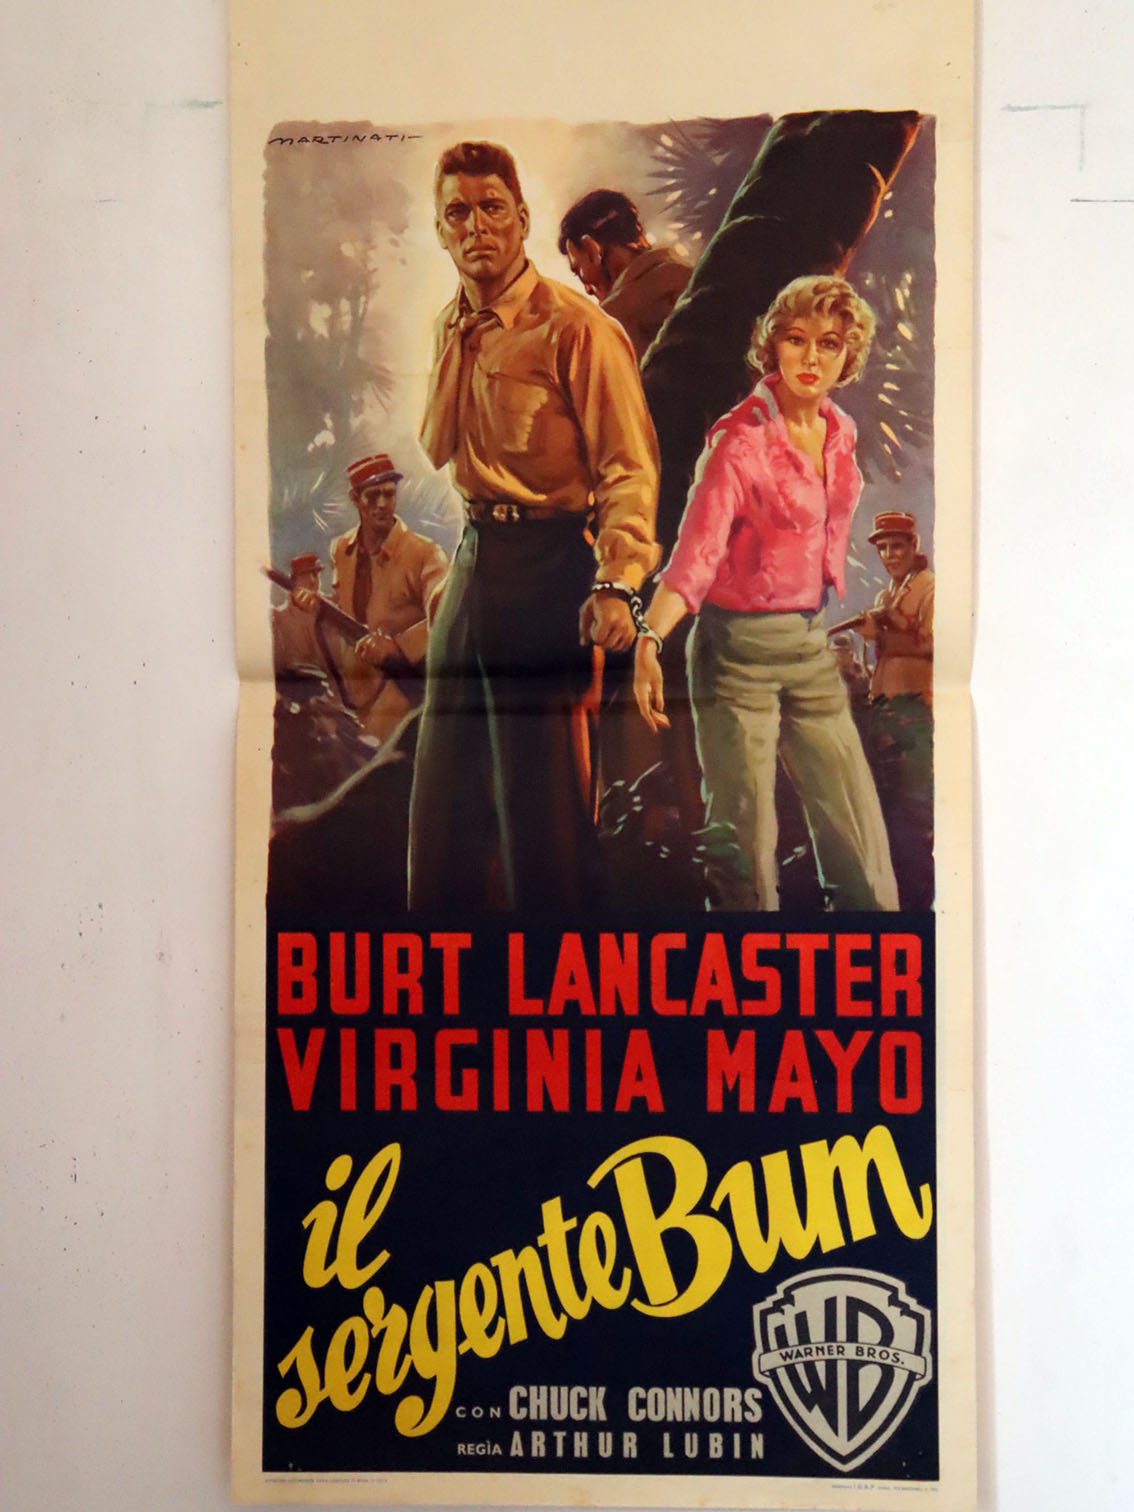 MARTINATI
BURT LANCASTER
VIRGINIA MAYO
il
sergente Bum
WB
WARNER BROS.
CON CHUCK CONNORS
REGIA ARTHUR LUBIN